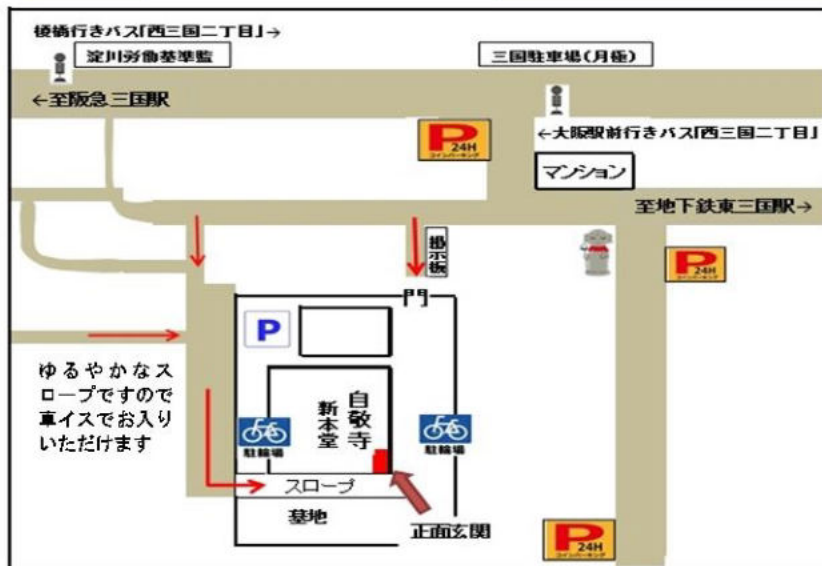 榎橋行きバス「西三国二丁目」→
淀川労働基準監
三国駐車場(月極)
←至阪急三国駅
←大阪駅前行きバス「西三国二丁目」
P
24H
コインパーキング
マンション
至地下鉄東三国駅→
掲示板
P
24H
コインパーキング
門
P
ゆるやかなス
ロープですので
車イスでお入り
いただけます
自敬寺
新本堂
駐輪場
駐輪場
スロープ
墓地
正面玄関
P
24H
コインパーキング